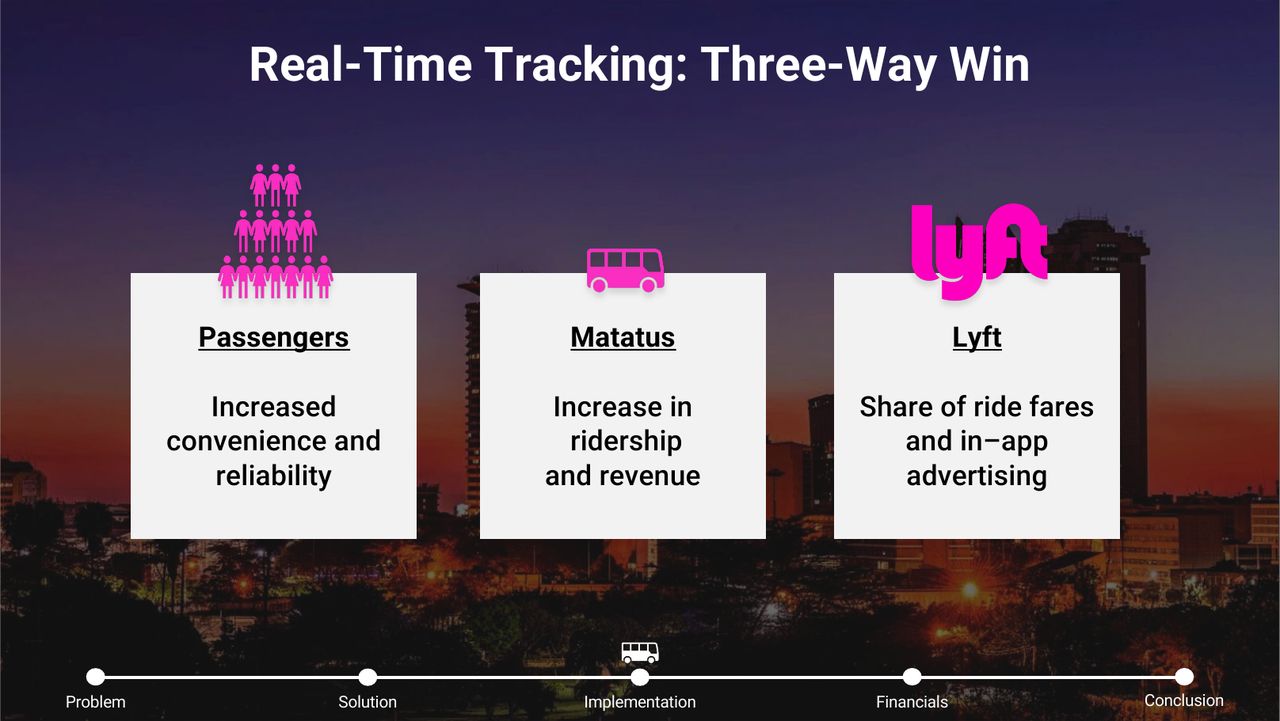 Real-Time Tracking: Three-Way Win
lyft
Passengers
Increased
convenience and
reliability
Matatus
Increase in
ridership
and revenue
Lyft
Share of ride fares
and in–app
advertising
Problem
Solution
Implementation
Financials
Conclusion